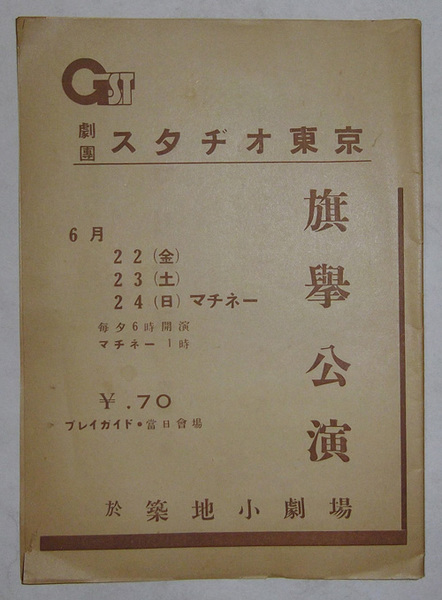 GST
劇團 スタヂオ東京
旗擧公演
6月
22(金)
23(土)
24(日)マチネー
每夕6時開演
マチネー1時
¥.70
プレイガイド•當日會場
於 築地小劇場